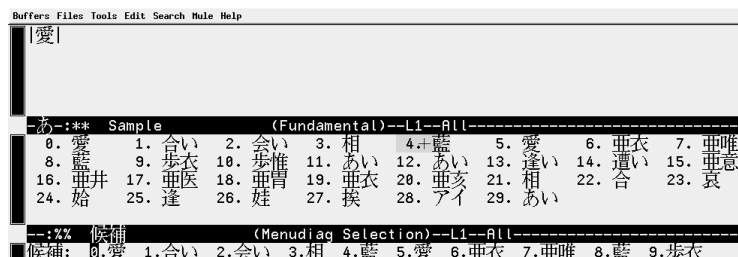 Buffers Files Tools Edit Search Mule Help
|愛|
-あ-:** Sample (Fundamental)--L1--All
0. 愛 1. 合い 2. 会い 3. 相 4.+藍 5. 愛 6. 亜衣 7. 亜唯
8. 藍 9. 歩衣 10. 歩惟 11. あい 12. あい 13. 逢い 14. 遭い 15. 亜意
16. 亜井 17. 亜医 18. 亜胃 19. 亜衣 20. 亜亥 21. 相 22. 合 23. 哀
24. 姶 25. 逢 26. 娃 27. 挨 28. アイ 29. あい
--:%% 候補 (Menudiag Selection)--L1--All
候補: 0.愛 1.合い 2.会い 3.相 4.藍 5.愛 6.亜衣 7.亜唯 8.藍 9.歩衣